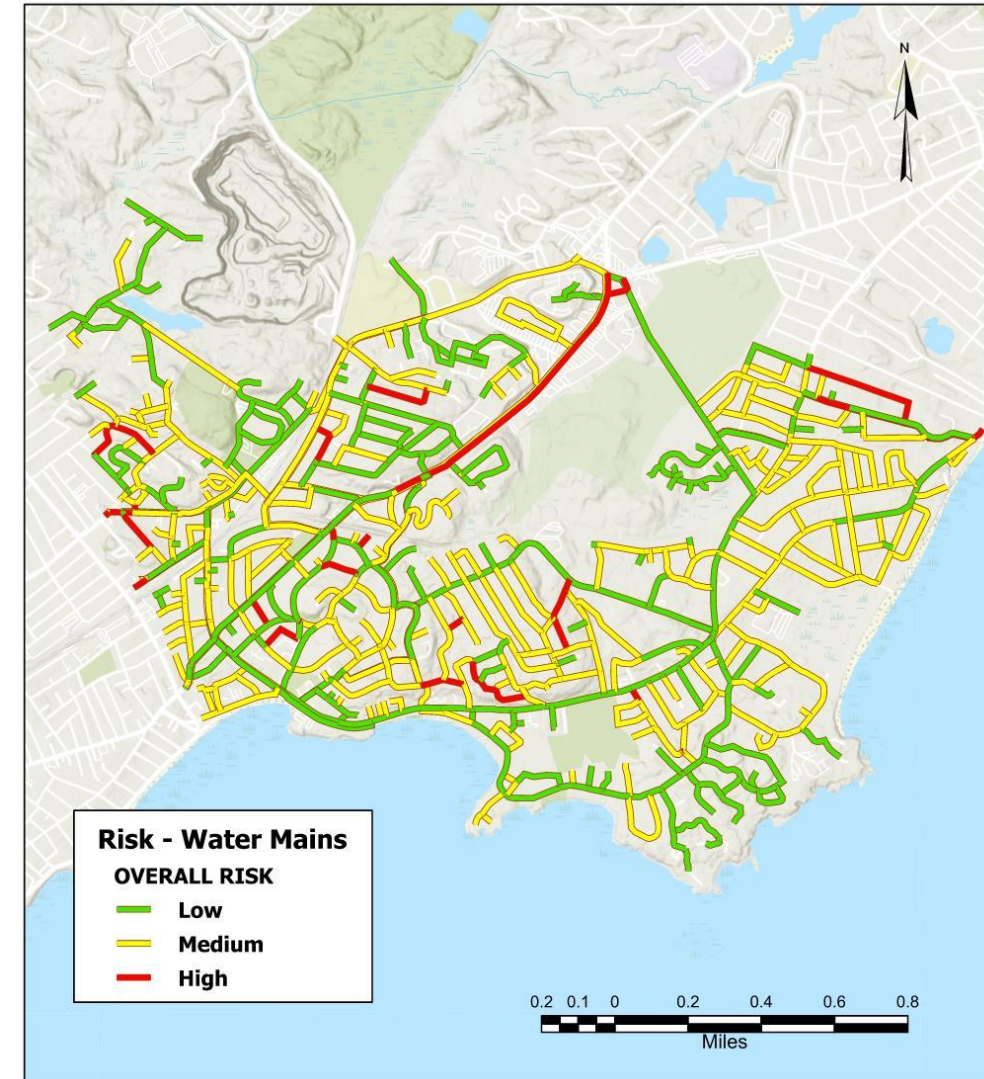 N
Risk - Water Mains
OVERALL RISK
Low
Medium
High
0.2 0.1 0 0.2 0.4 0.6 0.8
Miles